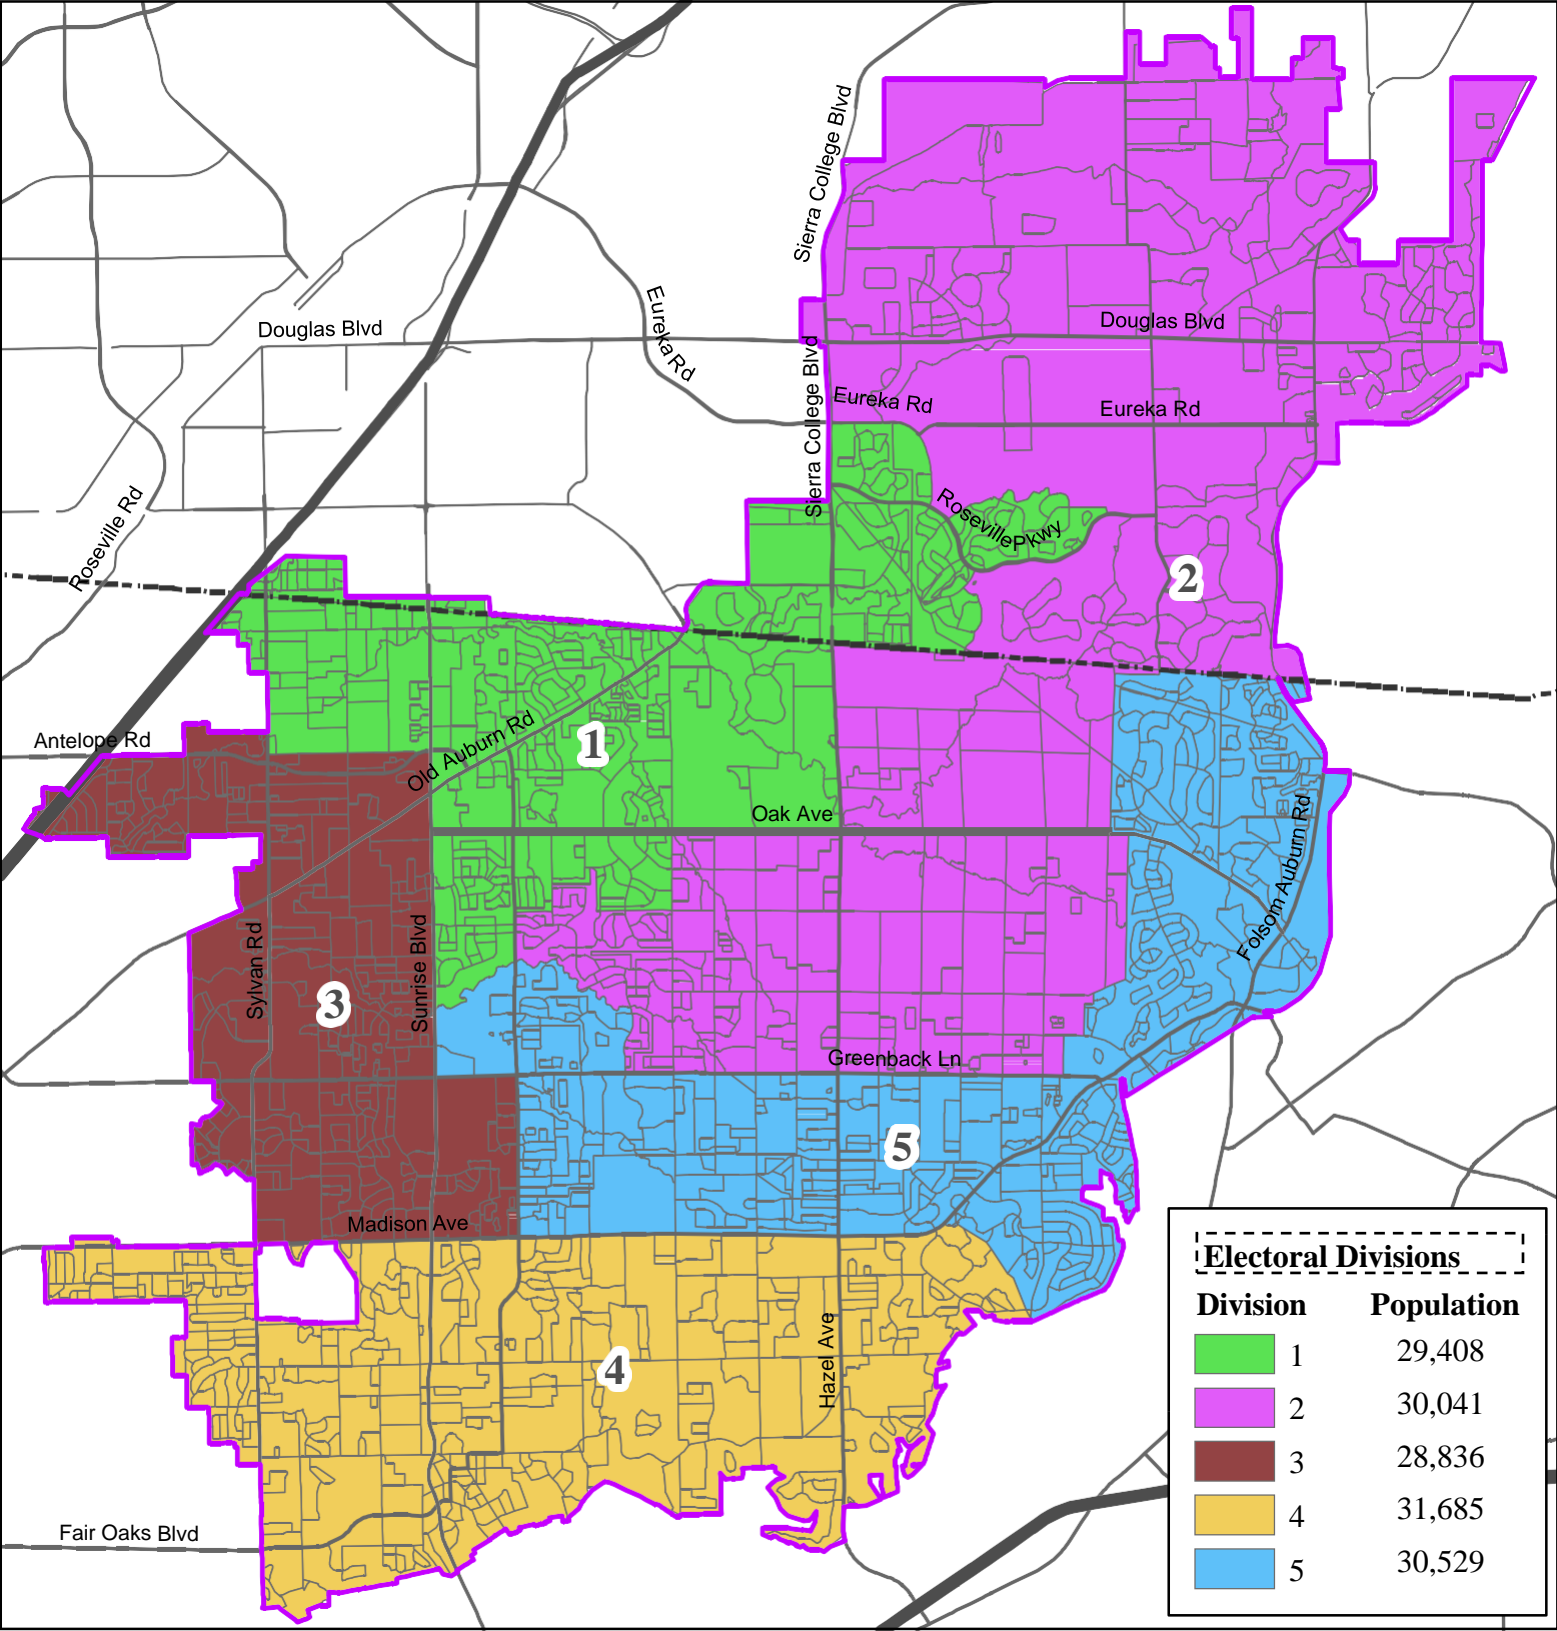 Sierra College Blvd
Eureka Rd
Douglas Blvd
Douglas Blvd
Sierra College Blvd
Eureka Rd
Eureka Rd
Roseville Rd
RosevillePkwy
2
1
Antelope Rd
Old Auburn Rd
Oak Ave
Folsom Auburn Rd
Sylvan Rd
Sunrise Blvd
3
Greenback Ln
5
Madison Ave
Hazel Ave
4
Fair Oaks Blvd
Electoral Divisions
Division Population
1 29,408
2 30,041
3 28,836
4 31,685
5 30,529